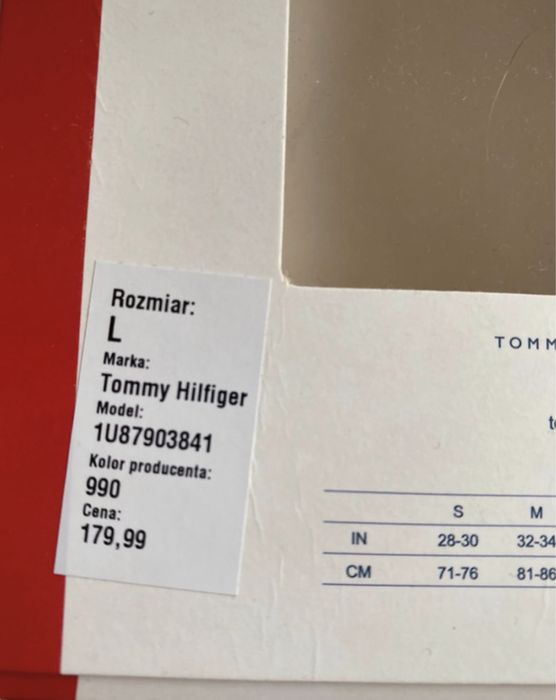 Rozmiar:
L
Marka:
Tommy Hilfiger
Model:
1U87903841
Kolor producenta:
990
Cena:
179,99
TOMM
S M
IN 28-30 32-34
CM 71-76 81-86